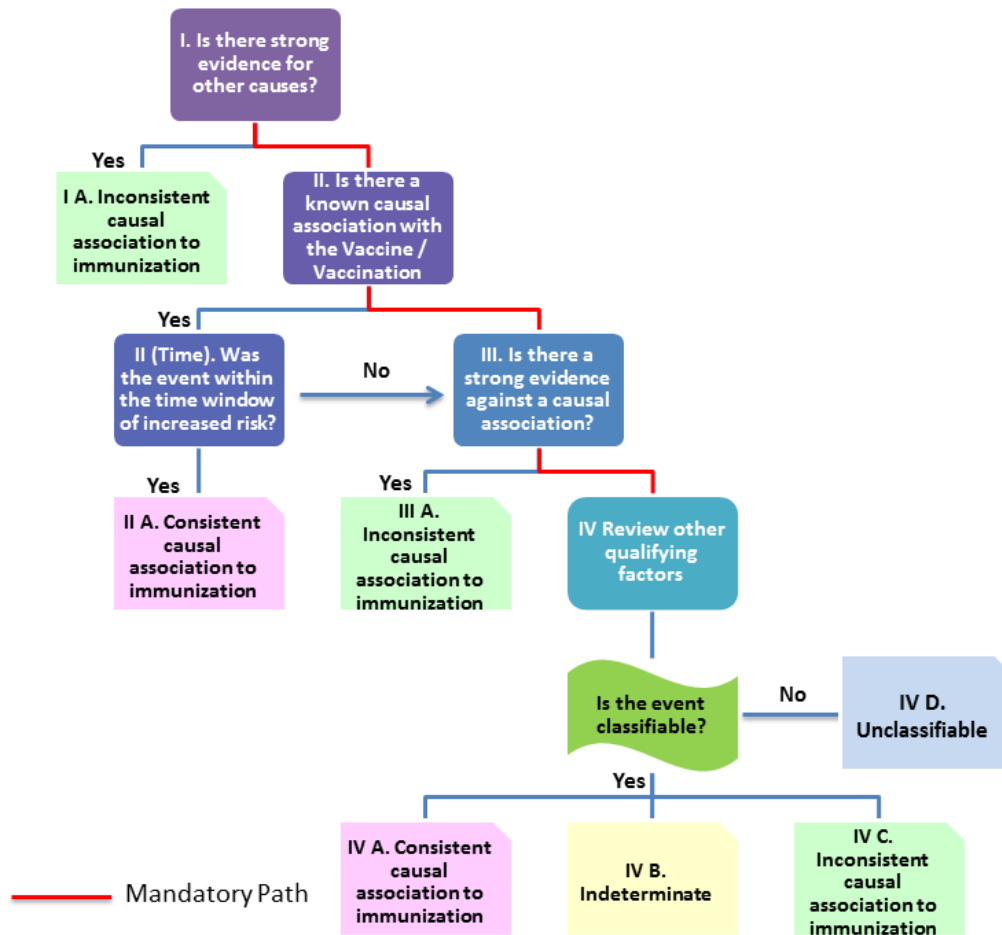 I. Is there strong
evidence for
other causes?
Yes
I A. Inconsistent
causal
association to
immunization
II. Is there a
known causal
association with
the Vaccine /
Vaccination
Yes
II (Time). Was
the event within
the time window
of increased risk?
No
III. Is there a
strong evidence
against a causal
association?
Yes
II A. Consistent
causal
association to
immunization
Yes
III A.
Inconsistent
causal
association to
immunization
IV Review other
qualifying
factors
Is the event
classifiable?
No
IV D.
Unclassifiable
Yes
IV A. Consistent
causal
association to
immunization
IV B.
Indeterminate
IV C.
Inconsistent
causal
association to
immunization
Mandatory Path